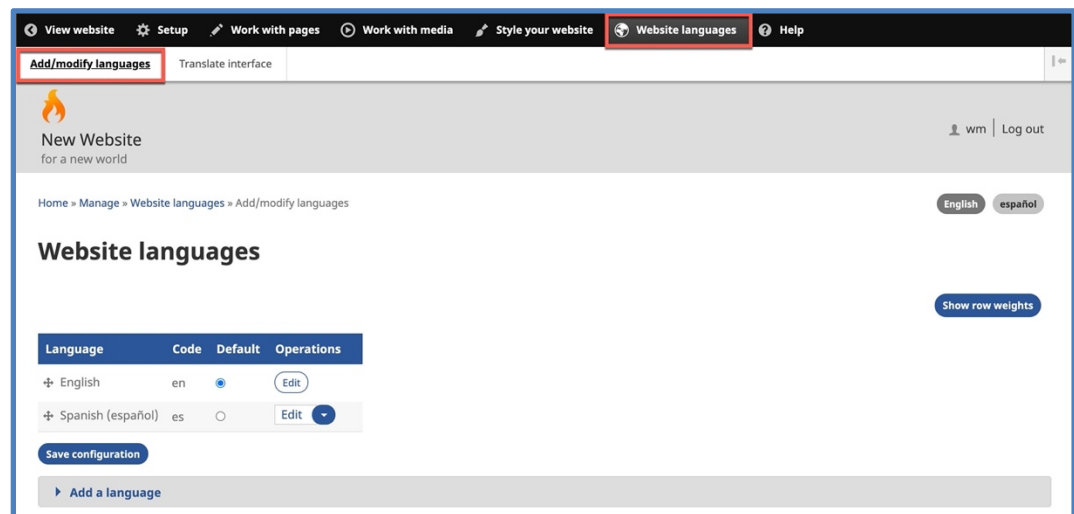 View website Setup Work with pages Work with media Style your website Website languages Help
Add/modify languages Translate interface
New Website
for a new world
wm Log out
Home » Manage » Website languages » Add/modify languages
English español
Website languages
Show row weights
Language Code Default Operations
English en Edit
Spanish (español) es Edit
Save configuration
Add a language